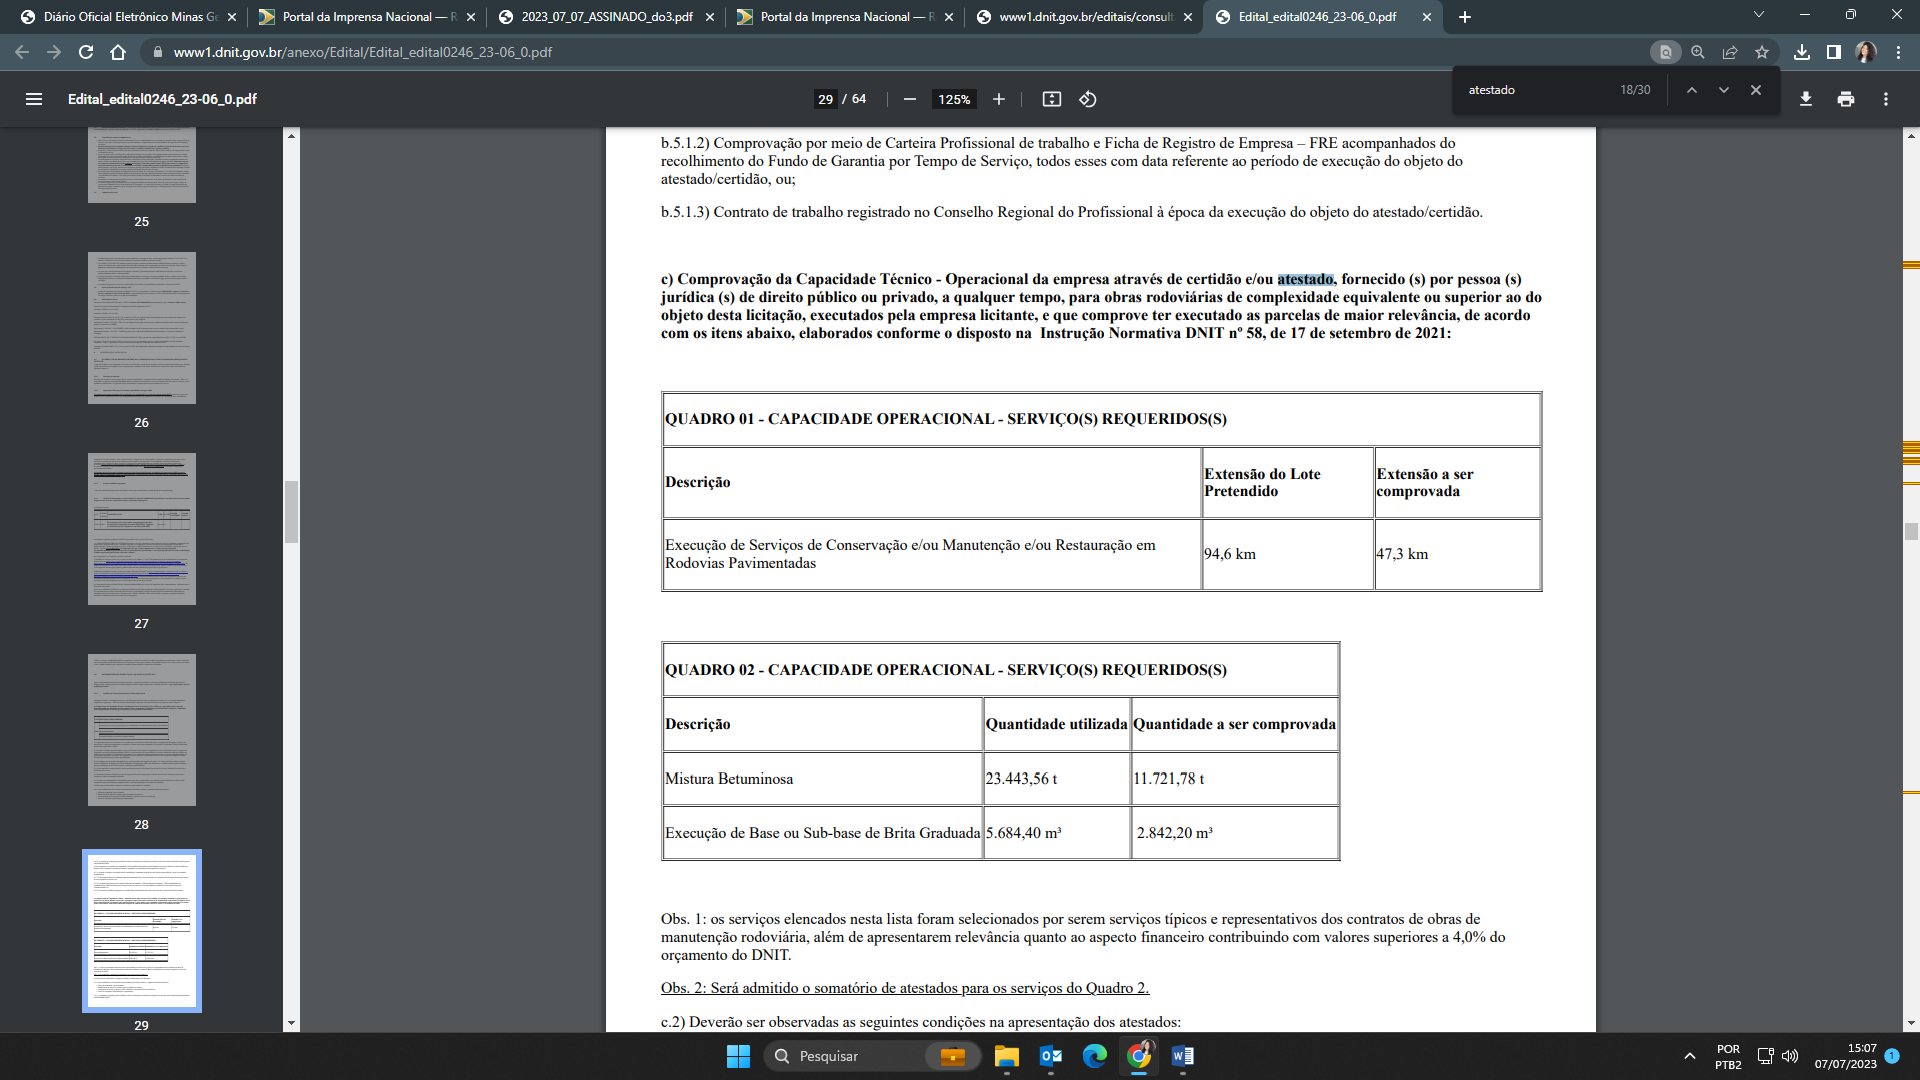 Diário Oficial Eletrônico Minas Ge
Portal da Imprensa Nacional — R
2023_07_07_ASSINADO_do3.pdf
Portal da Imprensa Nacional — R
www1.dnit.gov.br/editais/consult
Edital_edital0246_23-06_0.pdf
www1.dnit.gov.br/anexo/Edital/Edital_edital0246_23-06_0.pdf
Edital_edital0246_23-06_0.pdf
29 / 64
125%
atestado
18/30
25
26
27
28
29
b.5.1.2) Comprovação por meio de Carteira Profissional de trabalho e Ficha de Registro de Empresa – FRE acompanhados do
recolhimento do Fundo de Garantia por Tempo de Serviço, todos esses com data referente ao período de execução do objeto do
atestado/certidão, ou;
b.5.1.3) Contrato de trabalho registrado no Conselho Regional do Profissional à época da execução do objeto do atestado/certidão.
c) Comprovação da Capacidade Técnico - Operacional da empresa através de certidão e/ou atestado, fornecido (s) por pessoa (s)
jurídica (s) de direito público ou privado, a qualquer tempo, para obras rodoviárias de complexidade equivalente ou superior ao do
objeto desta licitação, executados pela empresa licitante, e que comprove ter executado as parcelas de maior relevância, de acordo
com os itens abaixo, elaborados conforme o disposto na Instrução Normativa DNIT nº 58, de 17 de setembro de 2021:
QUADRO 01 - CAPACIDADE OPERACIONAL - SERVIÇO(S) REQUERIDOS(S)
Descrição
Extensão do Lote
Pretendido
Extensão a ser
comprovada
Execução de Serviços de Conservação e/ou Manutenção e/ou Restauração em
Rodovias Pavimentadas
94,6 km
47,3 km
QUADRO 02 - CAPACIDADE OPERACIONAL - SERVIÇO(S) REQUERIDOS(S)
Descrição
Quantidade utilizada
Quantidade a ser comprovada
Mistura Betuminosa
23.443,56 t
11.721,78 t
Execução de Base ou Sub-base de Brita Graduada
5.684,40 m³
2.842,20 m³
Obs. 1: os serviços elencados nesta lista foram selecionados por serem serviços típicos e representativos dos contratos de obras de
manutenção rodoviária, além de apresentarem relevância quanto ao aspecto financeiro contribuindo com valores superiores a 4,0% do
orçamento do DNIT.
Obs. 2: Será admitido o somatório de atestados para os serviços do Quadro 2.
c.2) Deverão ser observadas as seguintes condições na apresentação dos atestados:
Pesquisar
POR
PTB2
15:07
07/07/2023
1